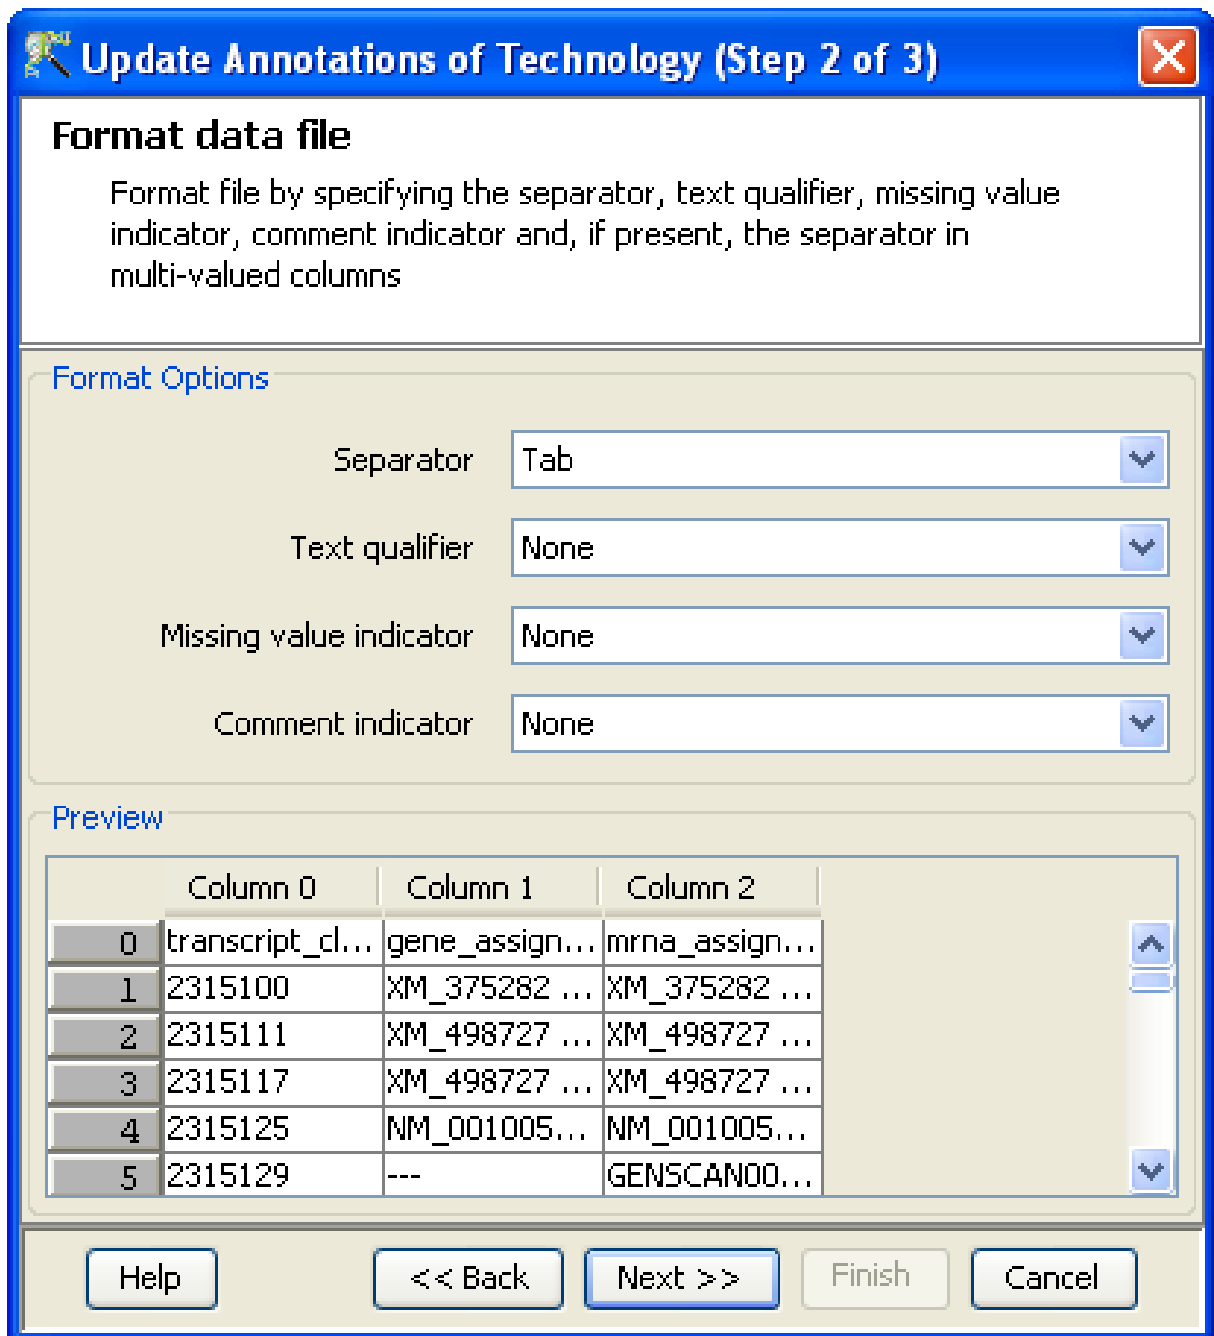 Update Annotations of Technology (Step 2 of 3)
Format data file
Format file by specifying the separator, text qualifier, missing value
indicator, comment indicator and, if present, the separator in
multi-valued columns
Format Options
Separator Tab
Text qualifier None
Missing value indicator None
Comment indicator None
Preview
Column 0 Column 1 Column 2
0 transcript_cl... gene_assign... mrna_assign...
1 2315100 XM_375282 ... XM_375282 ...
2 2315111 XM_498727 ... XM_498727 ...
3 2315117 XM_498727 ... XM_498727 ...
4 2315125 NM_001005... NM_001005...
5 2315129 --- GENSCAN00...
Help << Back Next >> Finish Cancel